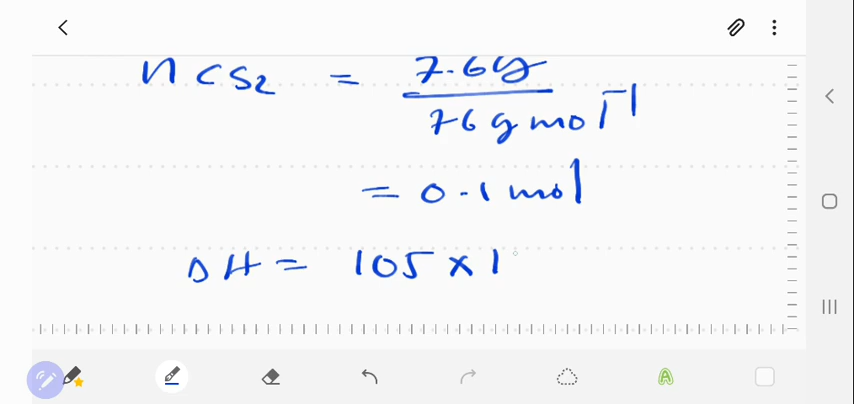 n CS2 = 7.6g
76 g mol-1
= 0.1 mol
ΔH = 105 × 1
A